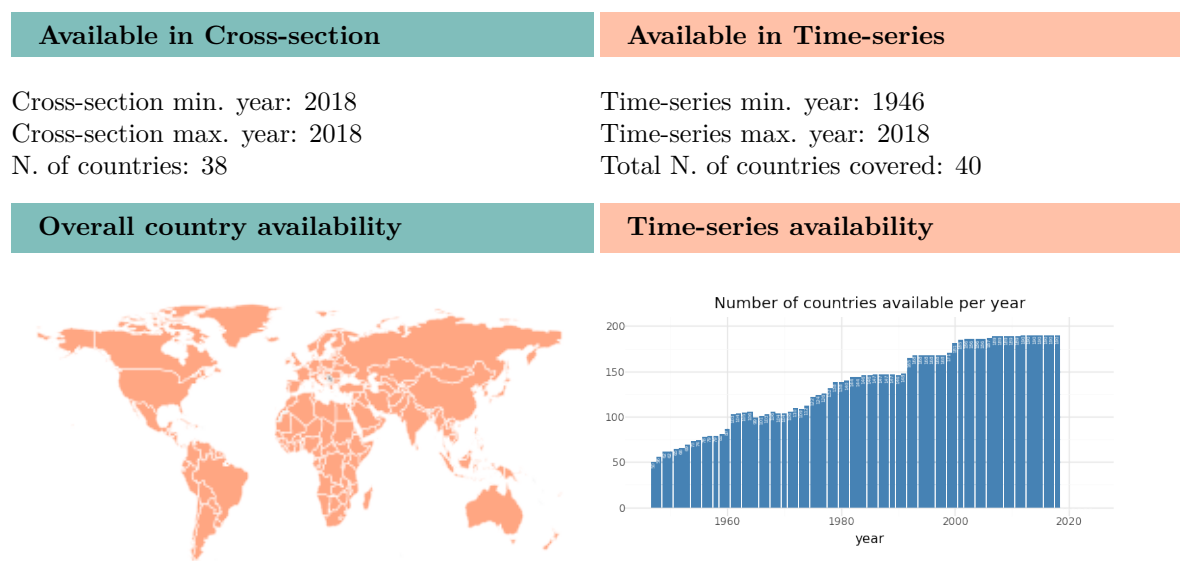 Available in Cross-section
Available in Time-series
Cross-section min. year: 2018
Cross-section max. year: 2018
N. of countries: 38
Time-series min. year: 1946
Time-series max. year: 2018
Total N. of countries covered: 40
Overall country availability
Time-series availability
Number of countries available per year
200
150
100
50
0
1960 1980 2000 2020
year